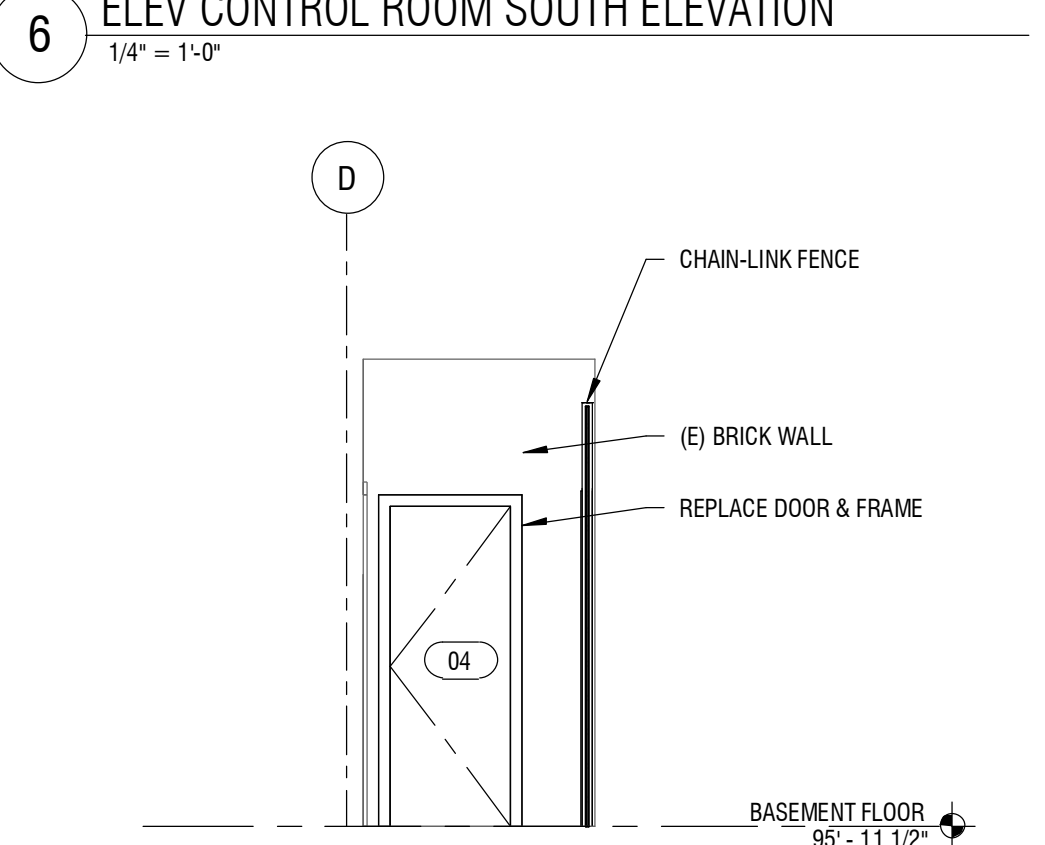 6
ELEV CONTROL ROOM SOUTH ELEVATION
1/4" = 1'-0"
D
CHAIN-LINK FENCE
(E) BRICK WALL
REPLACE DOOR & FRAME
04
BASEMENT FLOOR
95' - 11 1/2"